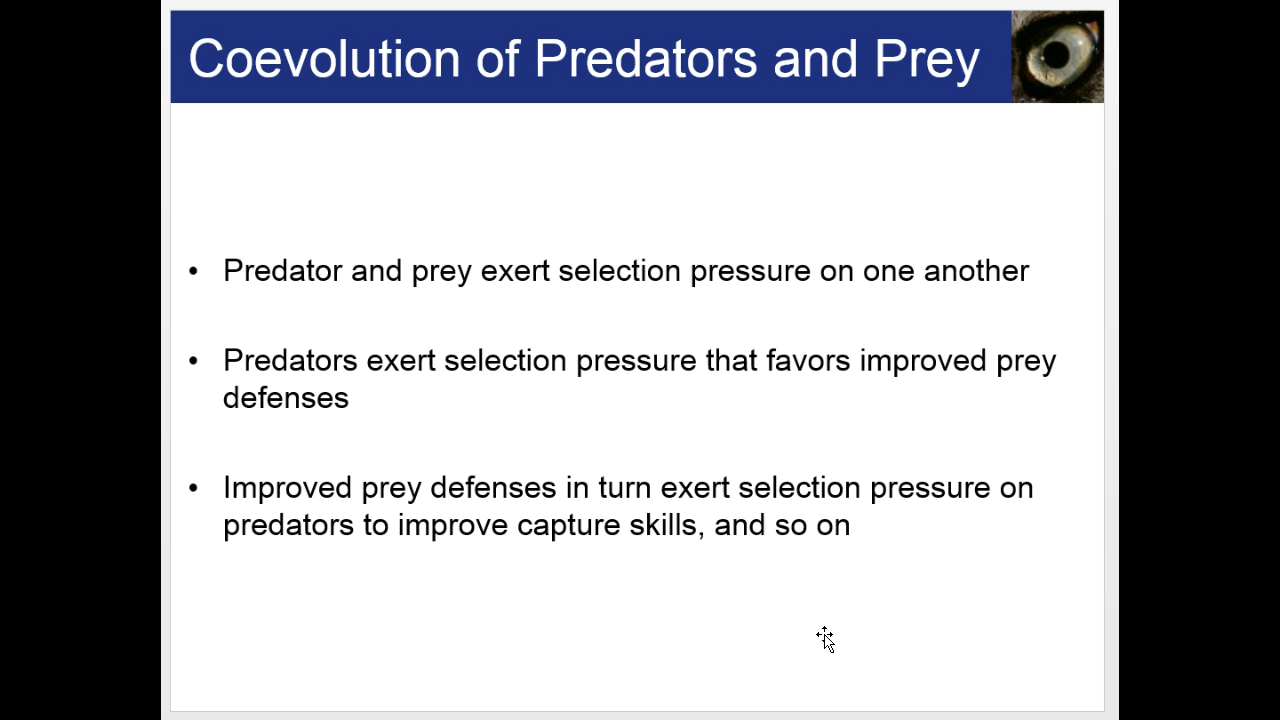 Coevolution of Predators and Prey
• Predator and prey exert selection pressure on one another
• Predators exert selection pressure that favors improved prey
defenses
• Improved prey defenses in turn exert selection pressure on
predators to improve capture skills, and so on